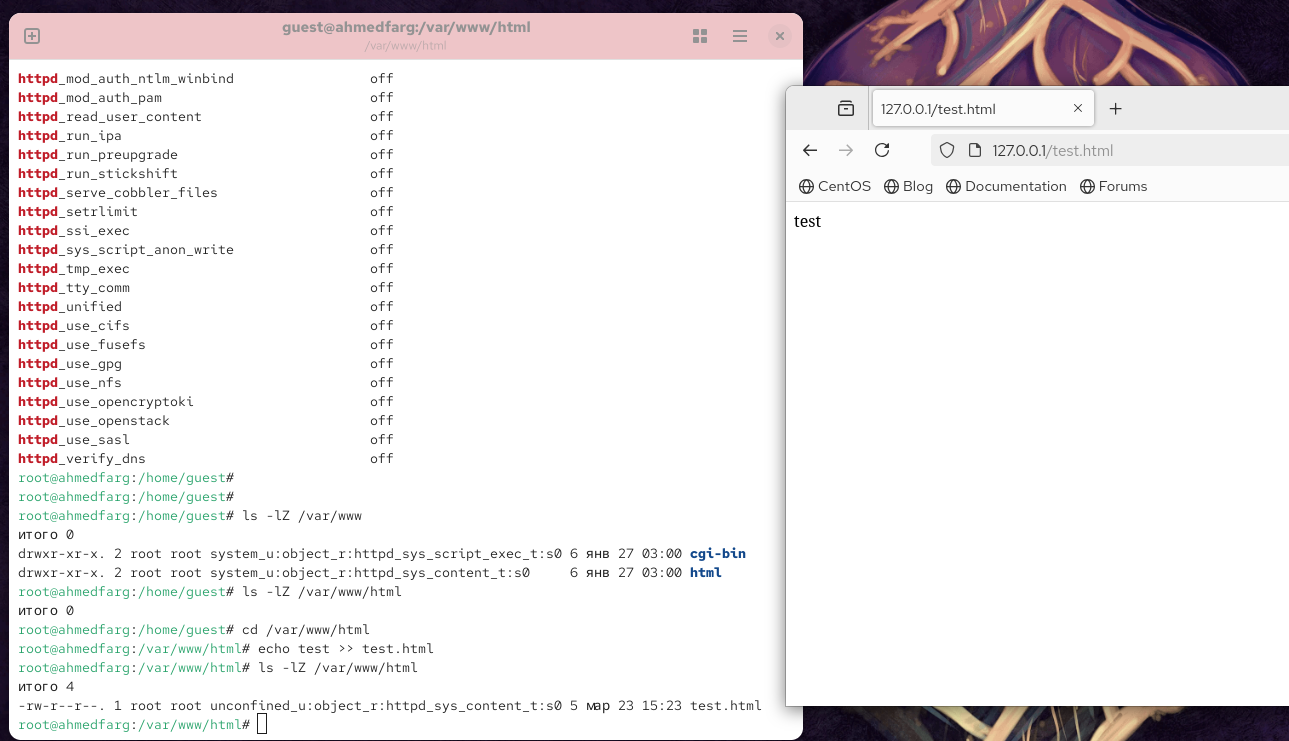 guest@ahmedfarg:/var/www/html
/var/www/html
httpd_mod_auth_ntlm_winbind off
httpd_mod_auth_pam off
httpd_read_user_content off
httpd_run_ipa off
httpd_run_preupgrade off
httpd_run_stickshift off
httpd_serve_cobbler_files off
httpd_setrlimit off
httpd_ssi_exec off
httpd_sys_script_anon_write off
httpd_tmp_exec off
httpd_tty_comm off
httpd_unified off
httpd_use_cifs off
httpd_use_fusefs off
httpd_use_gpg off
httpd_use_nfs off
httpd_use_opencryptoki off
httpd_use_openstack off
httpd_use_sasl off
httpd_verify_dns off
root@ahmedfarg:/home/guest#
root@ahmedfarg:/home/guest#
root@ahmedfarg:/home/guest# ls -lZ /var/www
итого 0
drwxr-xr-x. 2 root root system_u:object_r:httpd_sys_script_exec_t:s0 6 янв 27 03:00 cgi-bin
drwxr-xr-x. 2 root root system_u:object_r:httpd_sys_content_t:s0 6 янв 27 03:00 html
root@ahmedfarg:/home/guest# ls -lZ /var/www/html
итого 0
root@ahmedfarg:/home/guest# cd /var/www/html
root@ahmedfarg:/var/www/html# echo test >> test.html
root@ahmedfarg:/var/www/html# ls -lZ /var/www/html
итого 4
-rw-r--r--. 1 root root unconfined_u:object_r:httpd_sys_content_t:s0 5 мар 23 15:23 test.html
root@ahmedfarg:/var/www/html#
127.0.0.1/test.html
127.0.0.1/test.html
CentOS Blog Documentation Forums
test